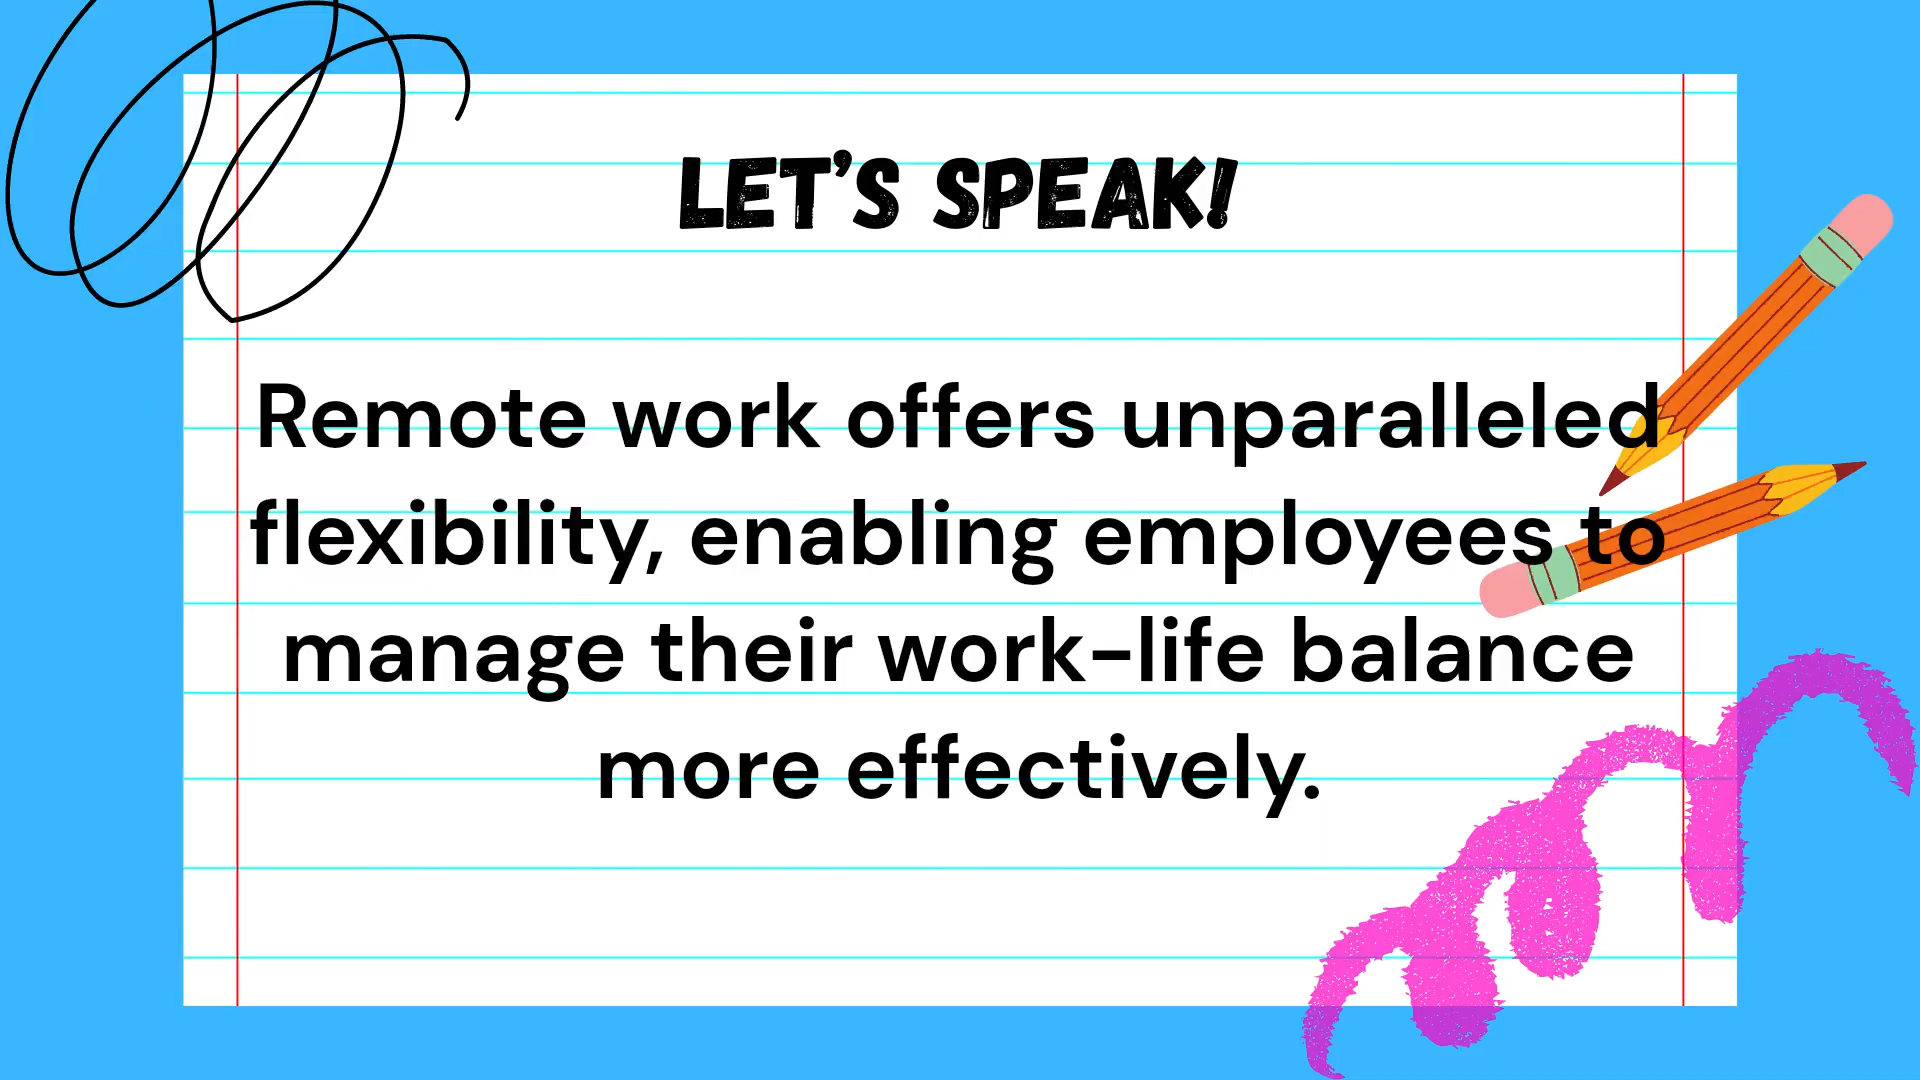 LET'S SPEAK!
Remote work offers unparalleled
flexibility, enabling employees to
manage their work-life balance
more effectively.